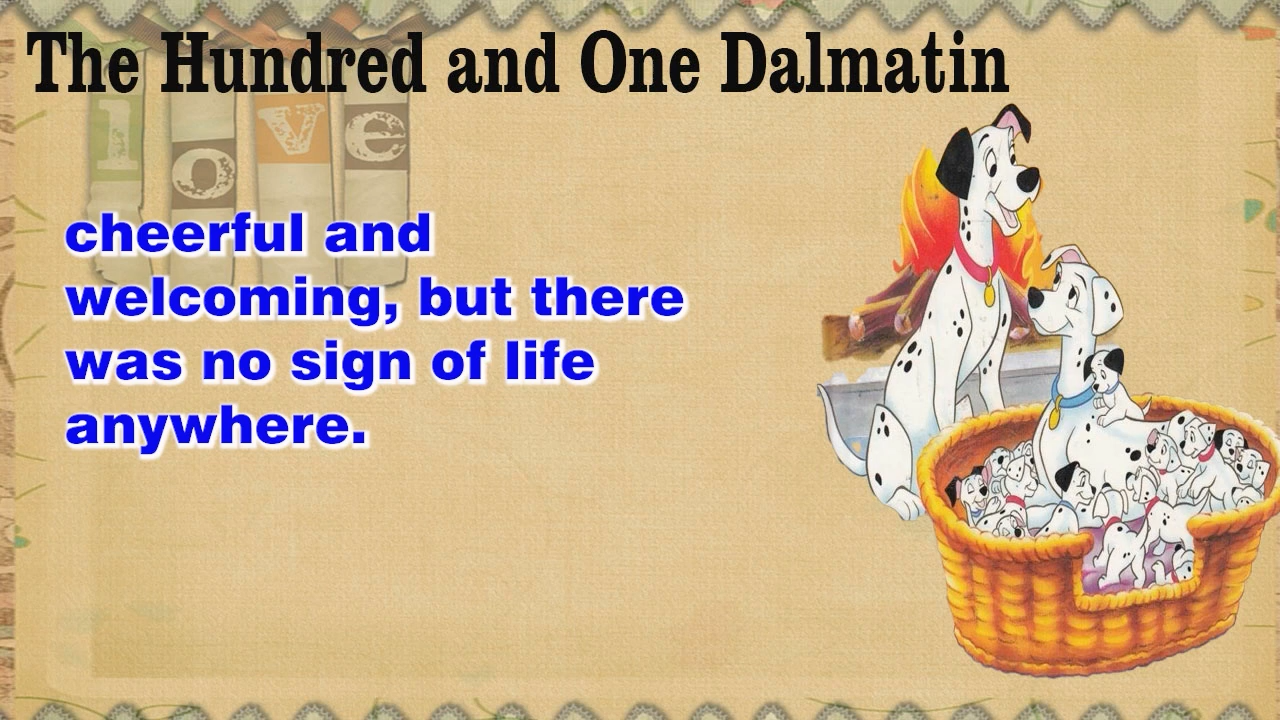 The Hundred and One Dalmatin
love
cheerful and
welcoming, but there
was no sign of life
anywhere.